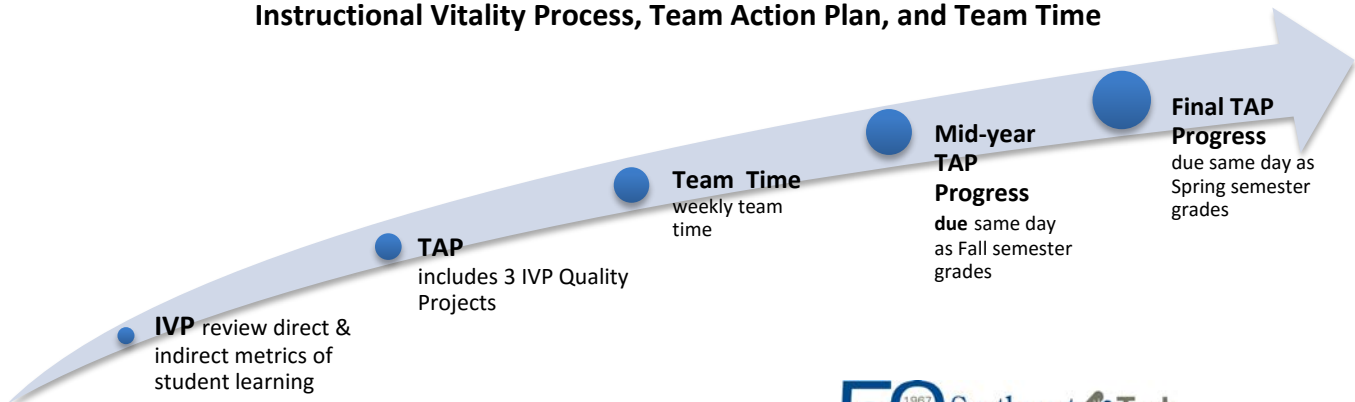 Instructional Vitality Process, Team Action Plan, and Team Time
IVP review direct &
indirect metrics of
student learning
TAP
includes 3 IVP Quality
Projects
Team Time
weekly team
time
Mid-year
TAP
Progress
due same day
as Fall semester
grades
Final TAP
Progress
due same day as
Spring semester
grades
1967